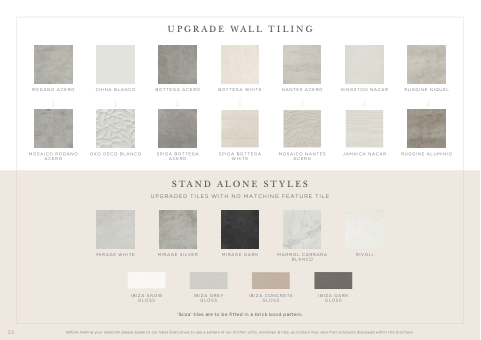 UPGRADE WALL TILING
RODANO ACERO CHINA BLANCO BOTTEGA ACERO BOTTEGA WHITE NANTES ACERO KINGSTON NACAR RUGGINE NIQUEL
MOSAICO RODANO ACERO OXO DECO BLANCO SPIGA BOTTEGA ACERO SPIGA BOTTEGA WHITE MOSAICO NANTES ACERO JAMAICA NACAR RUGGINE ALUMINIO
STAND ALONE STYLES
UPGRADED TILES WITH NO MATCHING FEATURE TILE
MIRAGE WHITE MIRAGE SILVER MIRAGE DARK MARMOL CARRARA BLANCO RIVOLI
IBIZA SNOW GLOSS IBIZA GREY GLOSS IBIZA CONCRETE GLOSS IBIZA DARK GLOSS
'Ibiza' tiles are to be fitted in a brick bond pattern.
22 Before making your selection please speak to our Sales Executives to see a sample of our kitchen units, worktops & tiles, as colours may vary from products displayed within this brochure.